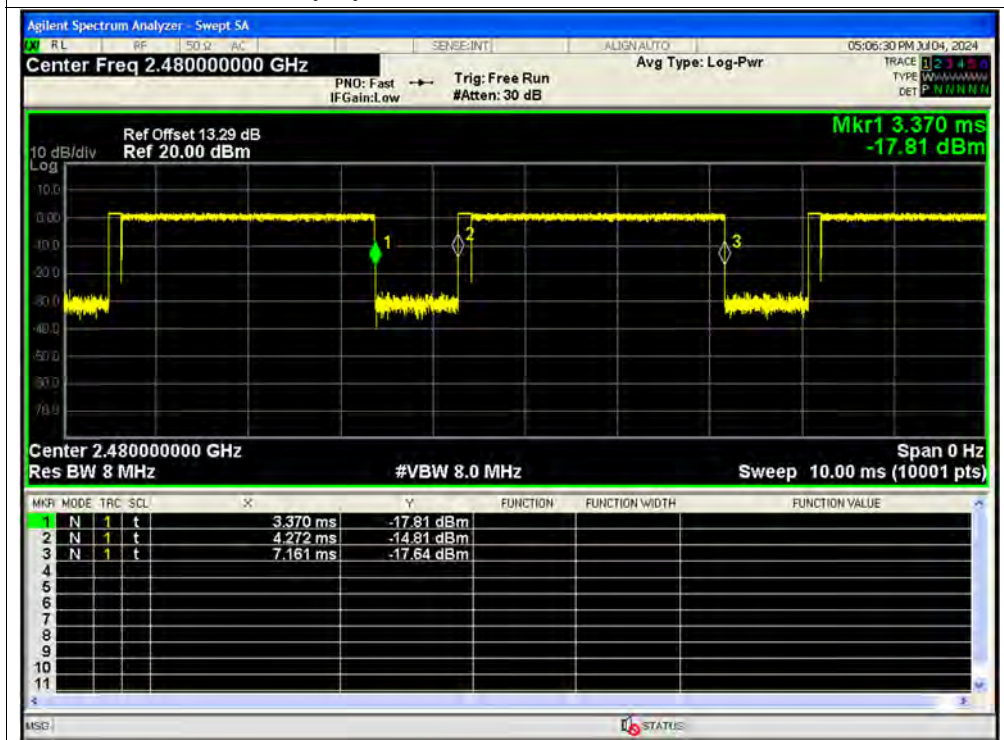 Agilent Spectrum Analyzer - Swept SA
RL RF 50 Ω AC SENSE:INT ALIGN AUTO 05:06:30 PM Jul 04, 2024
Center Freq 2.480000000 GHz
PNO: Fast
IFGain:Low
Trig: Free Run
#Atten: 30 dB
Avg Type: Log-Pwr
TRACE 1 2 3 4 5 6
TYPE W
DET P N N N N N
Mkr1 3.370 ms
-17.81 dBm
Ref Offset 13.29 dB
10 dB/div Ref 20.00 dBm
Log
10.0
0.00
-10.0
-20.0
-30.0
-40.0
-50.0
-60.0
-70.0
1
2
3
Center 2.480000000 GHz Span 0 Hz
Res BW 8 MHz #VBW 8.0 MHz Sweep 10.00 ms (10001 pts)
MKR MODE TRC SCL X Y FUNCTION FUNCTION WIDTH FUNCTION VALUE
1 N 1 t 3.370 ms -17.81 dBm
2 N 1 t 4.272 ms -14.81 dBm
3 N 1 t 7.161 ms -17.64 dBm
4
5
6
7
8
9
10
11
MSG STATUS